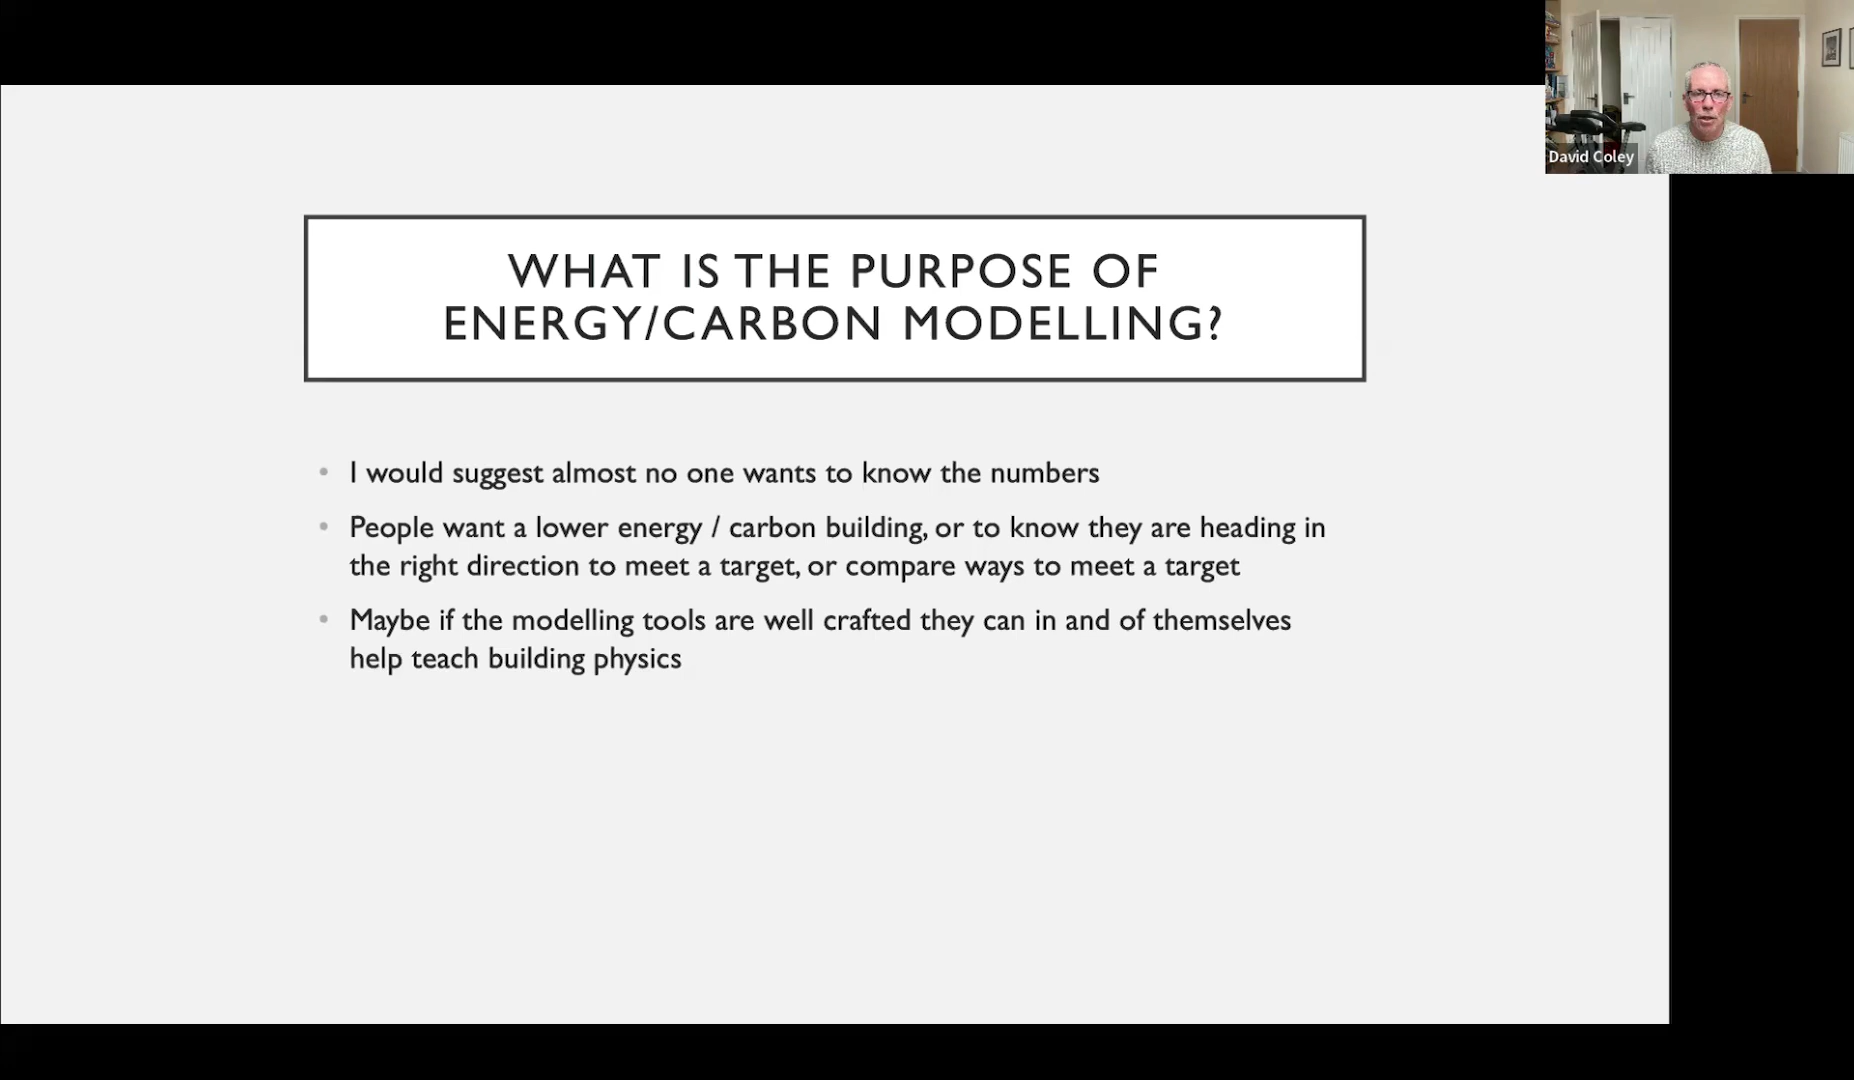 David Coley
WHAT IS THE PURPOSE OF
ENERGY/CARBON MODELLING?
• I would suggest almost no one wants to know the numbers
• People want a lower energy / carbon building, or to know they are heading in
the right direction to meet a target, or compare ways to meet a target
• Maybe if the modelling tools are well crafted they can in and of themselves
help teach building physics